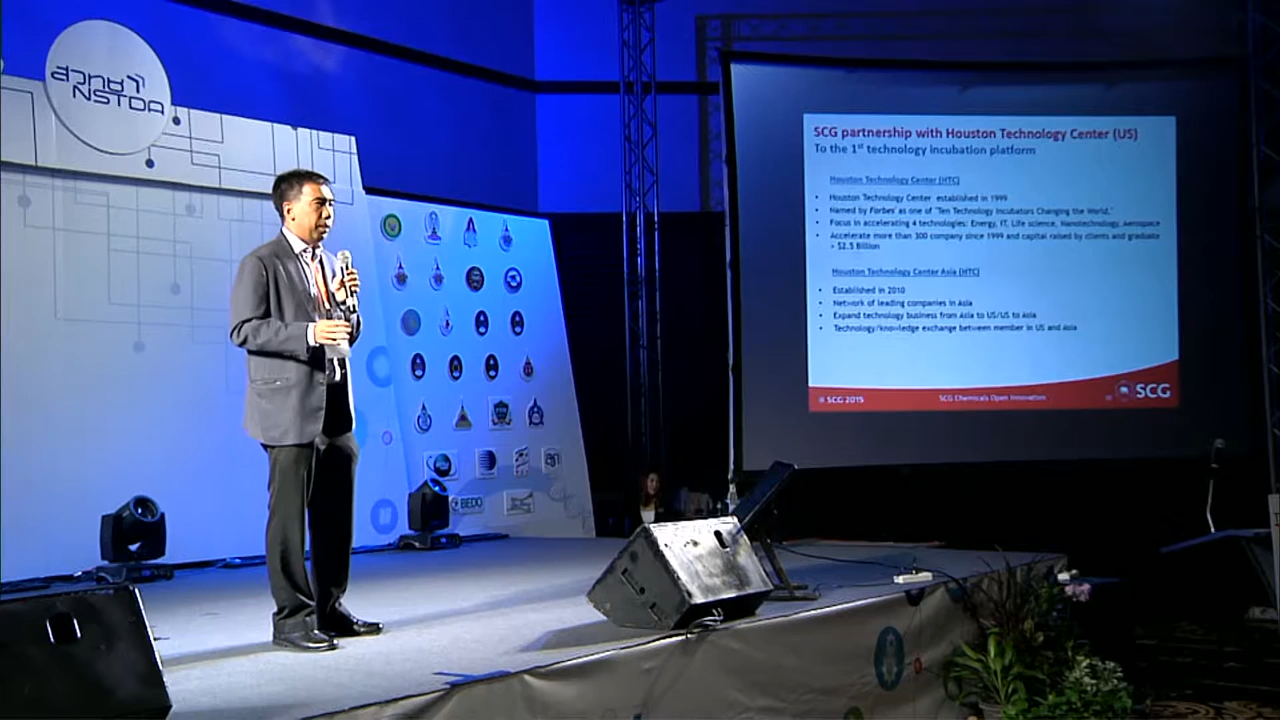 สวทช
NSTDA
SCG partnership with Houston Technology Center (US)
To the 1st technology incubation platform
Houston Technology Center (HTC)
• Houston Technology Center established in 1999
• Named by Forbes' as one of "Ten Technology Incubators Changing the World,"
• Focus in accelerating 4 technologies: Energy, IT, Life science, Nanotechnology, Aerospace
• Accelerate more than 300 company since 1999 and capital raised by clients and graduate
> $2.5 Billion
Houston Technology Center Asia (HTC)
• Established in 2010
• Network of leading companies in Asia
• Expand technology business from Asia to US/US to Asia
• Technology/knowledge exchange between member in US and Asia
© SCG 2015
SCG Chemicals Open Innovation
SCG
BEDO